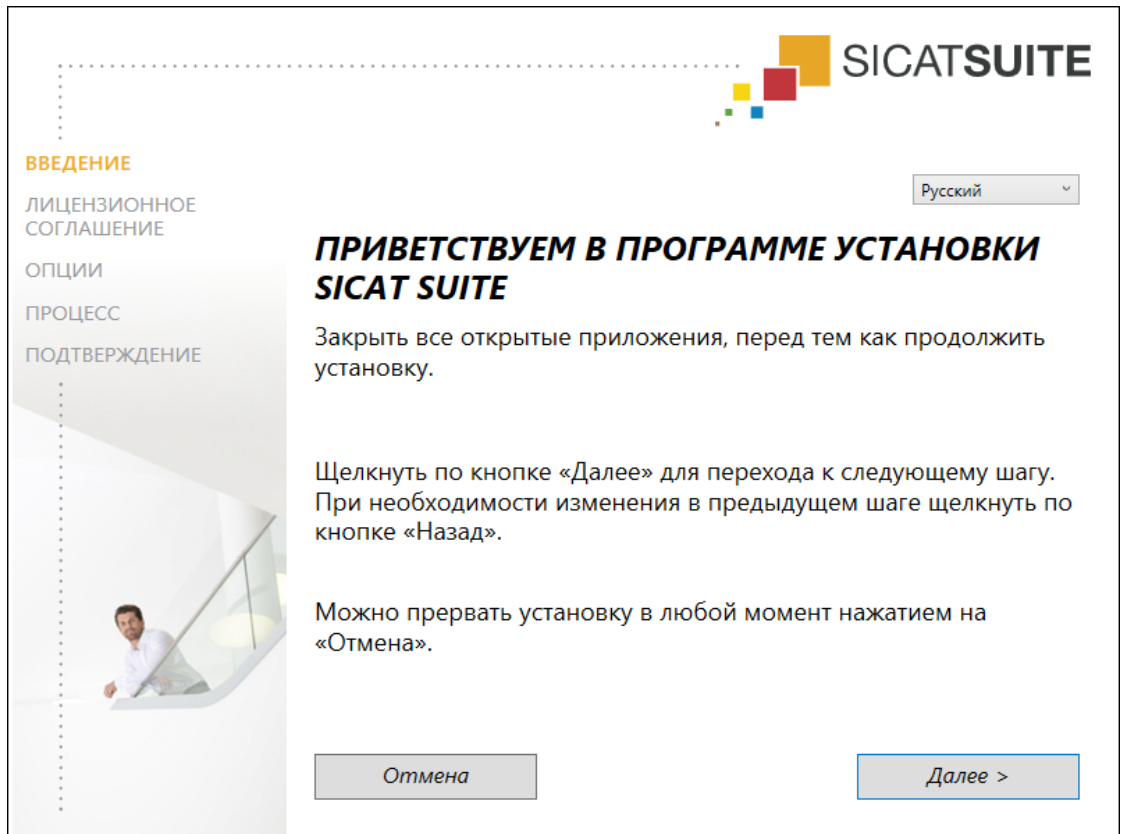 SICATSUITE
ВВЕДЕНИЕ
ЛИЦЕНЗИОННОЕ
СОГЛАШЕНИЕ
ОПЦИИ
ПРОЦЕСС
ПОДТВЕРЖДЕНИЕ
Русский
ПРИВЕТСТВУЕМ В ПРОГРАММЕ УСТАНОВКИ
SICAT SUITE
Закрыть все открытые приложения, перед тем как продолжить
установку.
Щелкнуть по кнопке «Далее» для перехода к следующему шагу.
При необходимости изменения в предыдущем шаге щелкнуть по
кнопке «Назад».
Можно прервать установку в любой момент нажатием на
«Отмена».
Отмена
Далее >